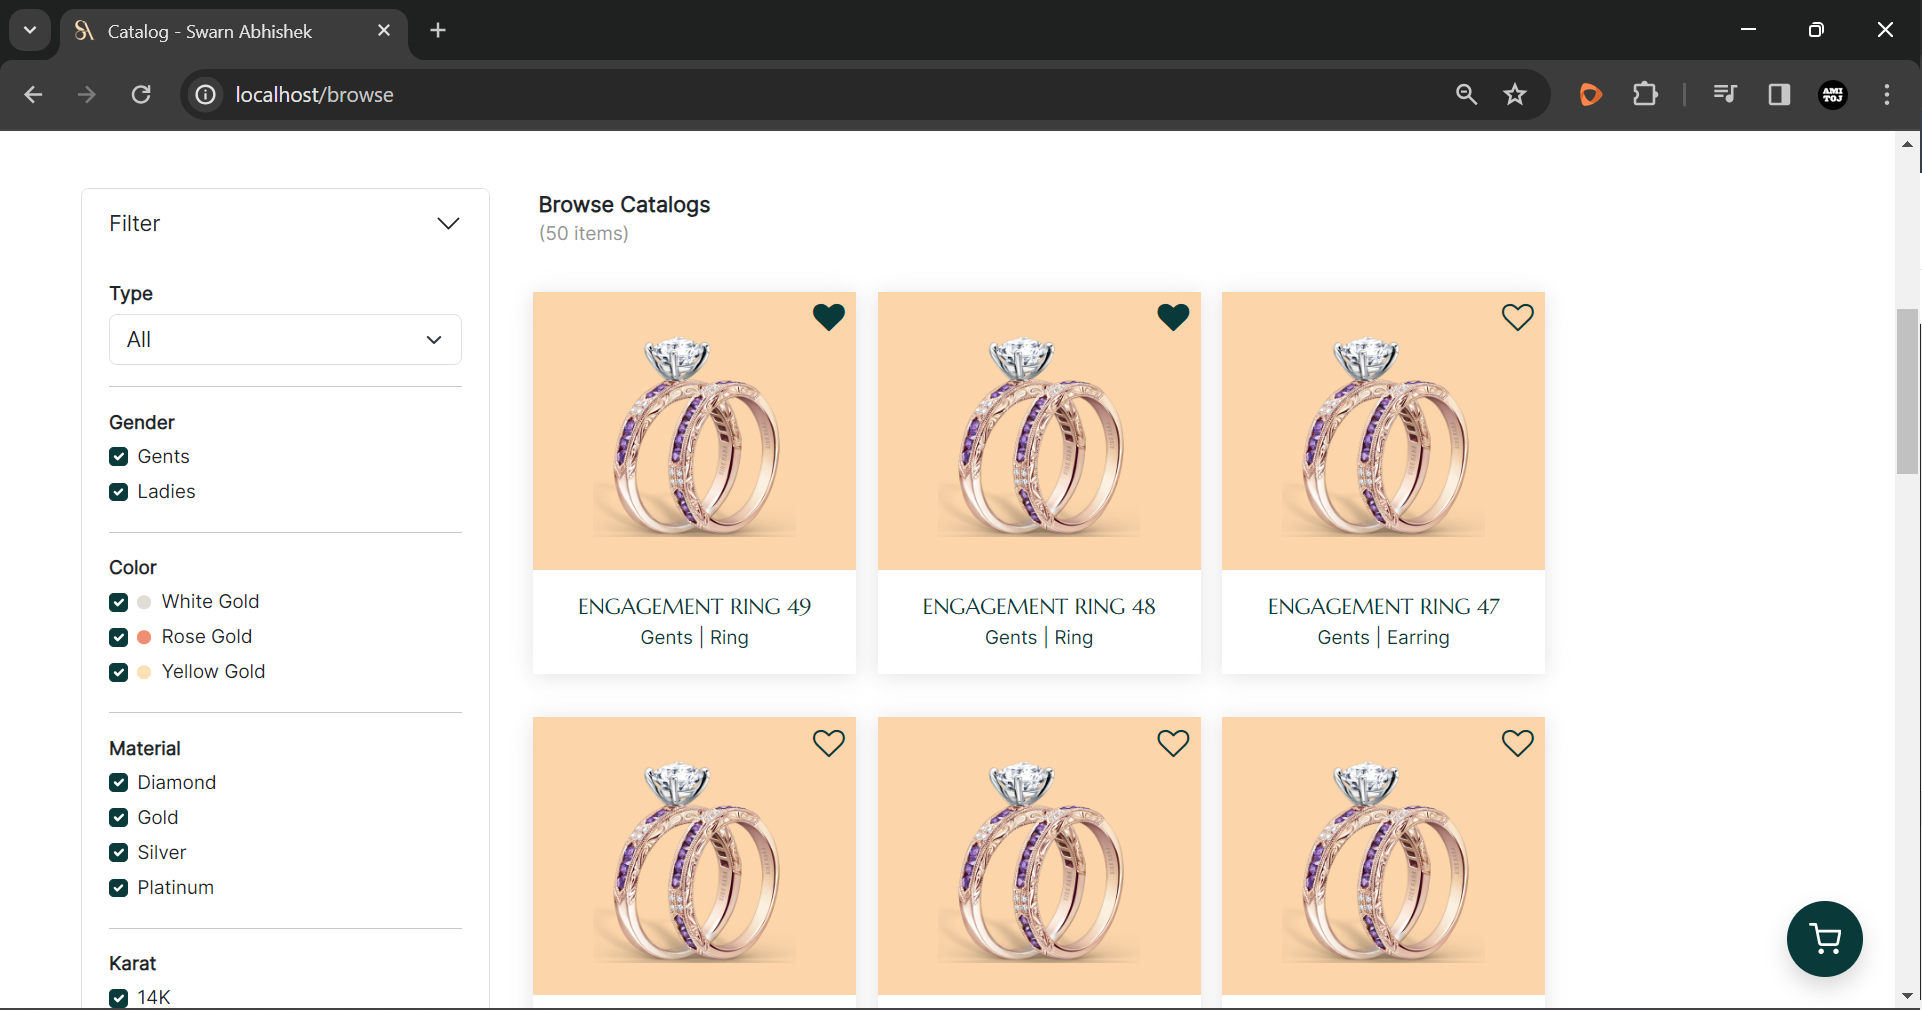 Catalog - Swarn Abhishek
localhost/browse
AMI
TOJ
Filter
Type
All
Gender
Gents
Ladies
Color
White Gold
Rose Gold
Yellow Gold
Material
Diamond
Gold
Silver
Platinum
Karat
14K
Browse Catalogs
(50 items)
ENGAGEMENT RING 49
Gents | Ring
ENGAGEMENT RING 48
Gents | Ring
ENGAGEMENT RING 47
Gents | Earring